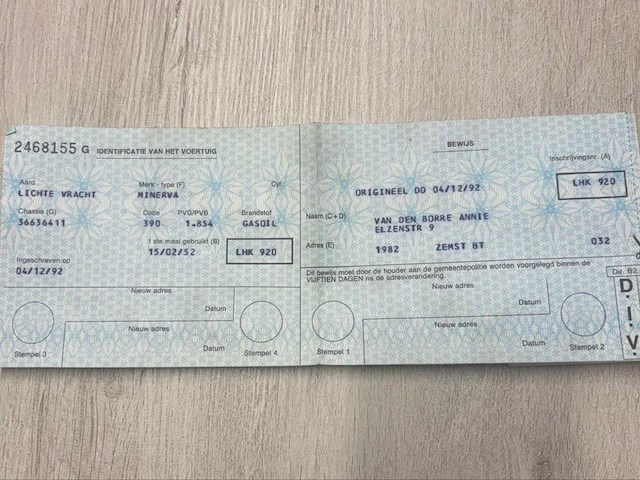 2468155 G IDENTIFICATIE VAN HET VOERTUIG
Aard Merk - type (F) Cyl
LICHTE VRACHT MINERVA
Chassis (G) Code PVG/PVB Brandstof
36636411 390 1.854 GASOIL
1 ste maal gebruikt (B)
15/02/52 LHK 920
Ingeschreven op
04/12/92
Nieuw adres
Datum
Nieuw adres
Datum
Stempel 3 Stempel 4
BEWIJS
Inschrijvingsnr. (A)
ORIGINEEL DD 04/12/92 LHK 920
Naam (C+D) VAN DEN BORRE ANNIE
ELZENSTR 9
Adres (E) 1982 ZEMST BT 032
Dit bewijs moet door de houder aan de gemeentepolitie worden voorgelegd binnen de
VIJFTIEN DAGEN na de adresverandering.
Dir. B2
Nieuw adres
Datum
Nieuw adres
Datum
Stempel 1 Stempel 2
D.I.V.